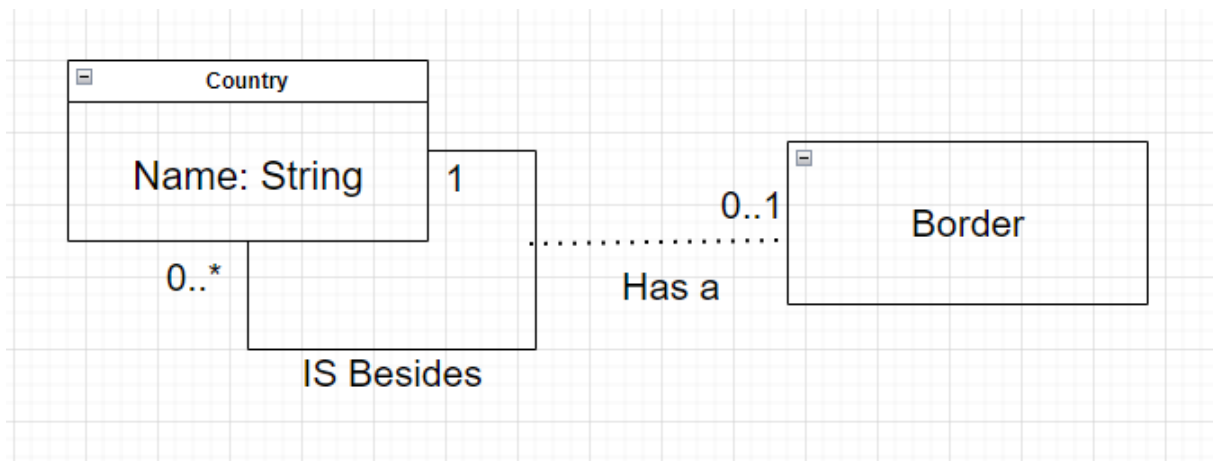 Country
Name: String
1
0..*
IS Besides
0..1
Has a
Border